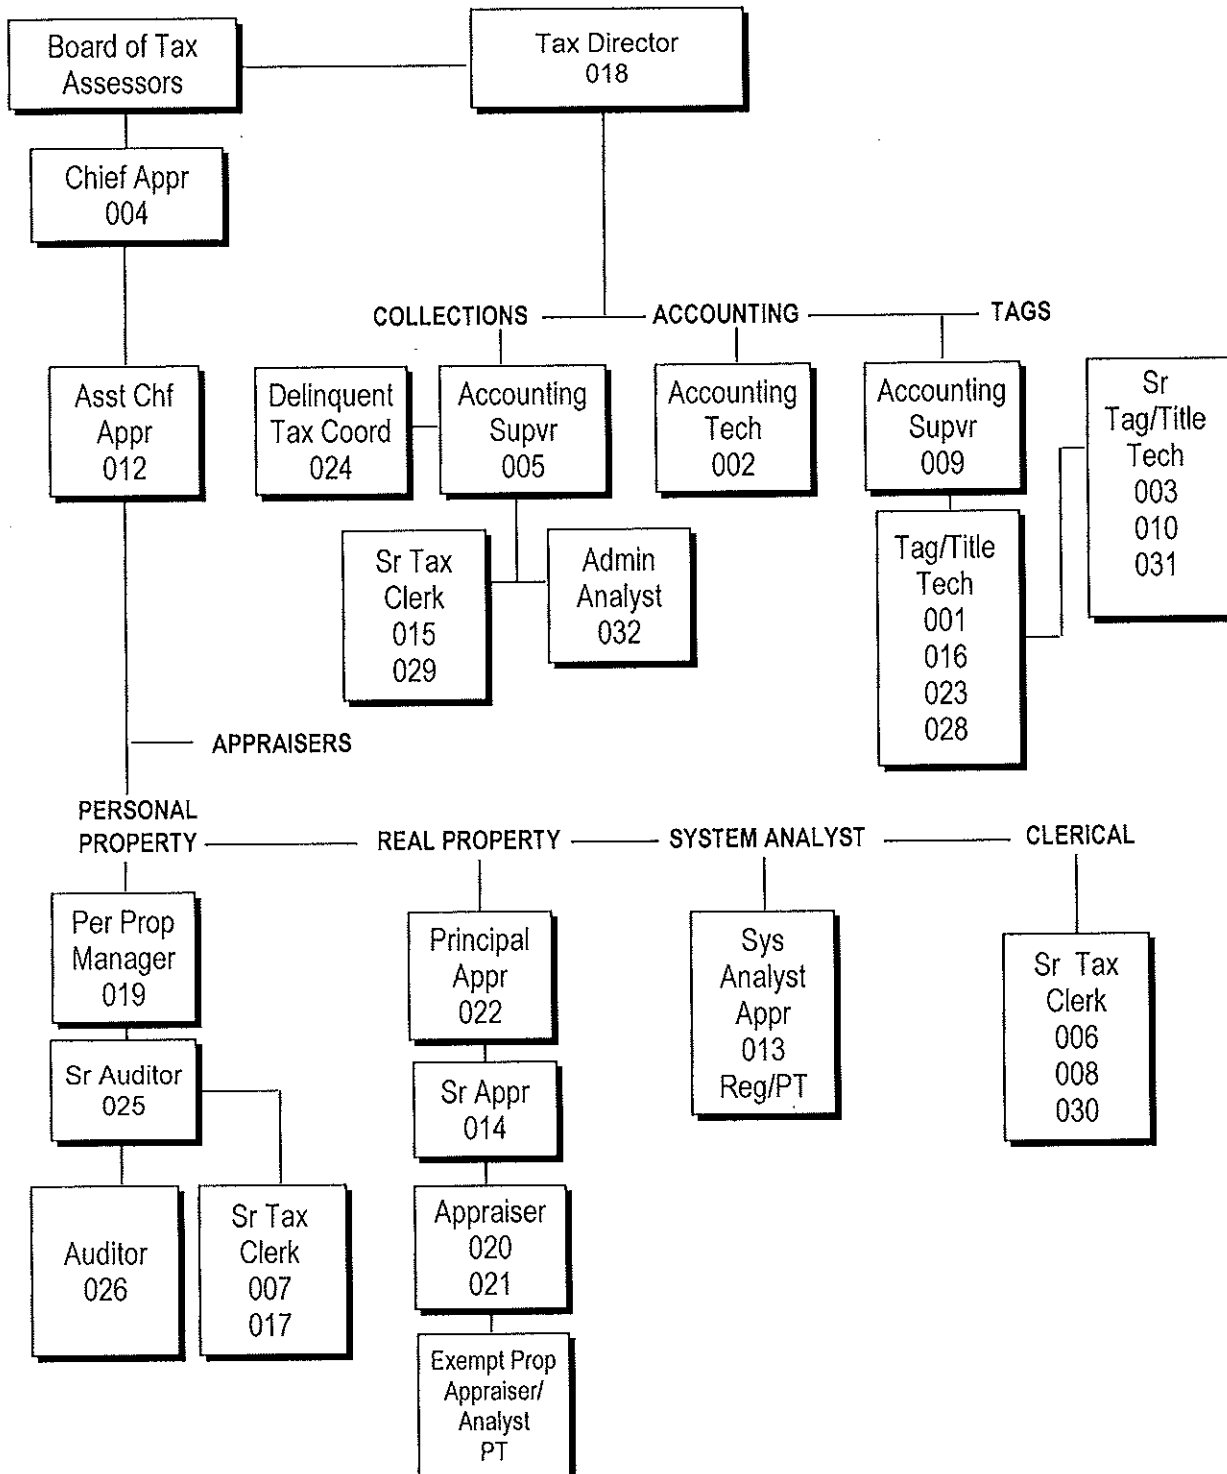 Board of Tax
Assessors
Tax Director
018
Chief Appr
004
COLLECTIONS
ACCOUNTING
TAGS
Asst Chf
Appr
012
Delinquent
Tax Coord
024
Accounting
Supvr
005
Accounting
Tech
002
Accounting
Supvr
009
Sr
Tag/Title
Tech
003
010
031
Sr Tax
Clerk
015
029
Admin
Analyst
032
Tag/Title
Tech
001
016
023
028
APPRAISERS
PERSONAL
PROPERTY
REAL PROPERTY
SYSTEM ANALYST
CLERICAL
Per Prop
Manager
019
Sr Auditor
025
Auditor
026
Sr Tax
Clerk
007
017
Principal
Appr
022
Sr Appr
014
Appraiser
020
021
Exempt Prop
Appraiser/
Analyst
PT
Sys
Analyst
Appr
013
Reg/PT
Sr Tax
Clerk
006
008
030